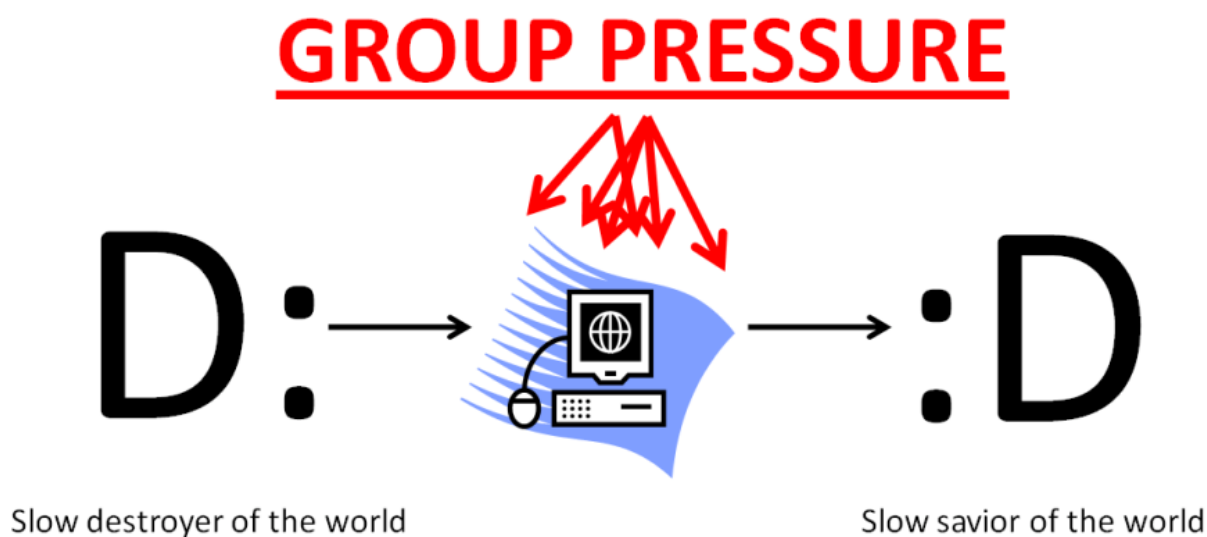 GROUP PRESSURE
D: :D
Slow destroyer of the world
Slow savior of the world